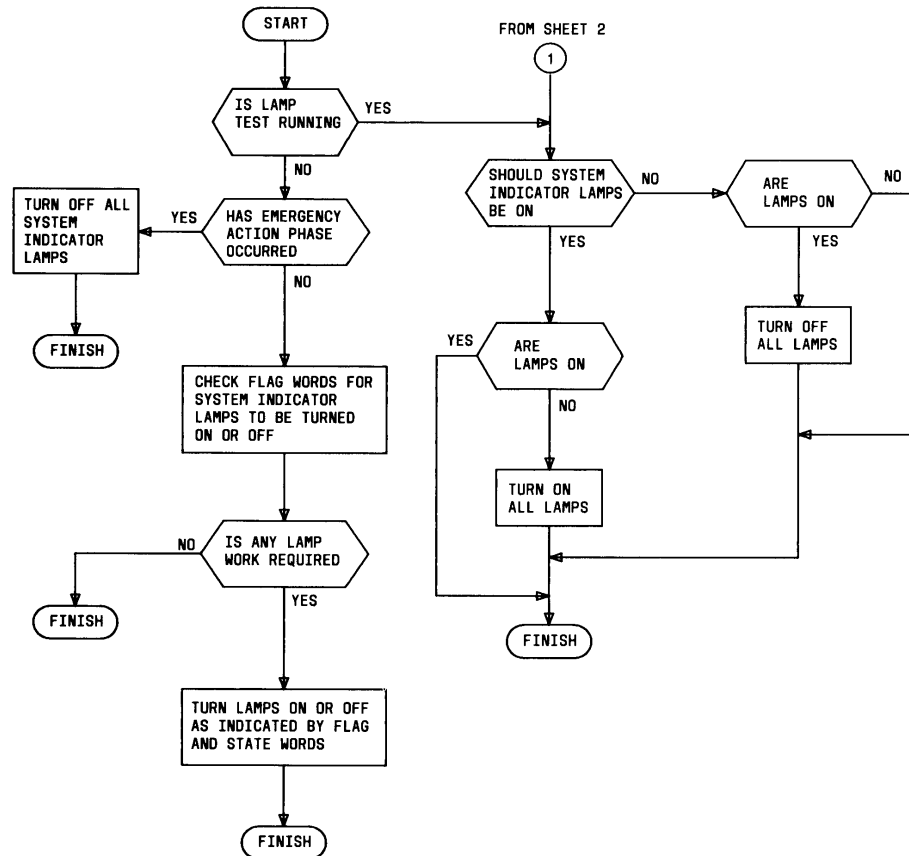 START
FROM SHEET 2
1
IS LAMP
TEST RUNNING
YES
NO
SHOULD SYSTEM
INDICATOR LAMPS
BE ON
NO
YES
ARE
LAMPS ON
NO
YES
TURN OFF ALL
SYSTEM
INDICATOR
LAMPS
YES
HAS EMERGENCY
ACTION PHASE
OCCURRED
NO
FINISH
TURN OFF
ALL LAMPS
YES
ARE
LAMPS ON
NO
CHECK FLAG WORDS FOR
SYSTEM INDICATOR
LAMPS TO BE TURNED
ON OR OFF
TURN ON
ALL LAMPS
NO
IS ANY LAMP
WORK REQUIRED
YES
FINISH
FINISH
TURN LAMPS ON OR OFF
AS INDICATED BY FLAG
AND STATE WORDS
FINISH